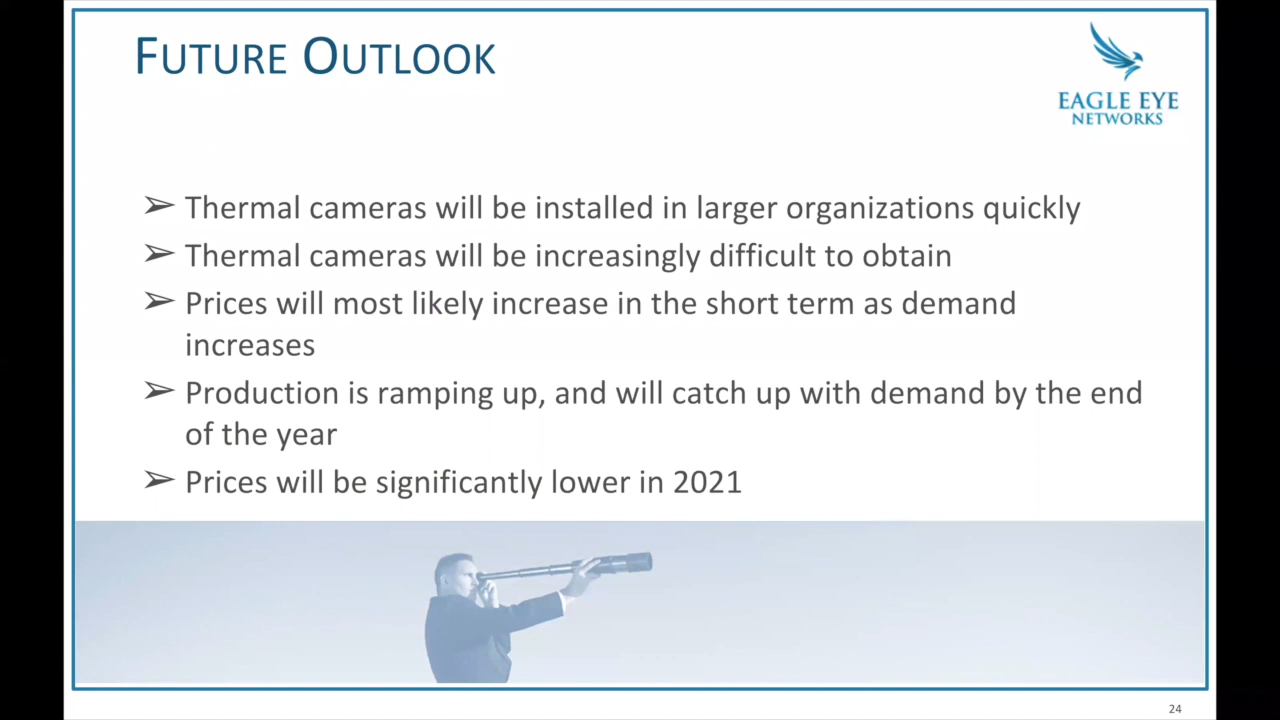 FUTURE OUTLOOK
EAGLE EYE
NETWORKS
➢ Thermal cameras will be installed in larger organizations quickly
➢ Thermal cameras will be increasingly difficult to obtain
➢ Prices will most likely increase in the short term as demand
increases
➢ Production is ramping up, and will catch up with demand by the end
of the year
➢ Prices will be significantly lower in 2021
24